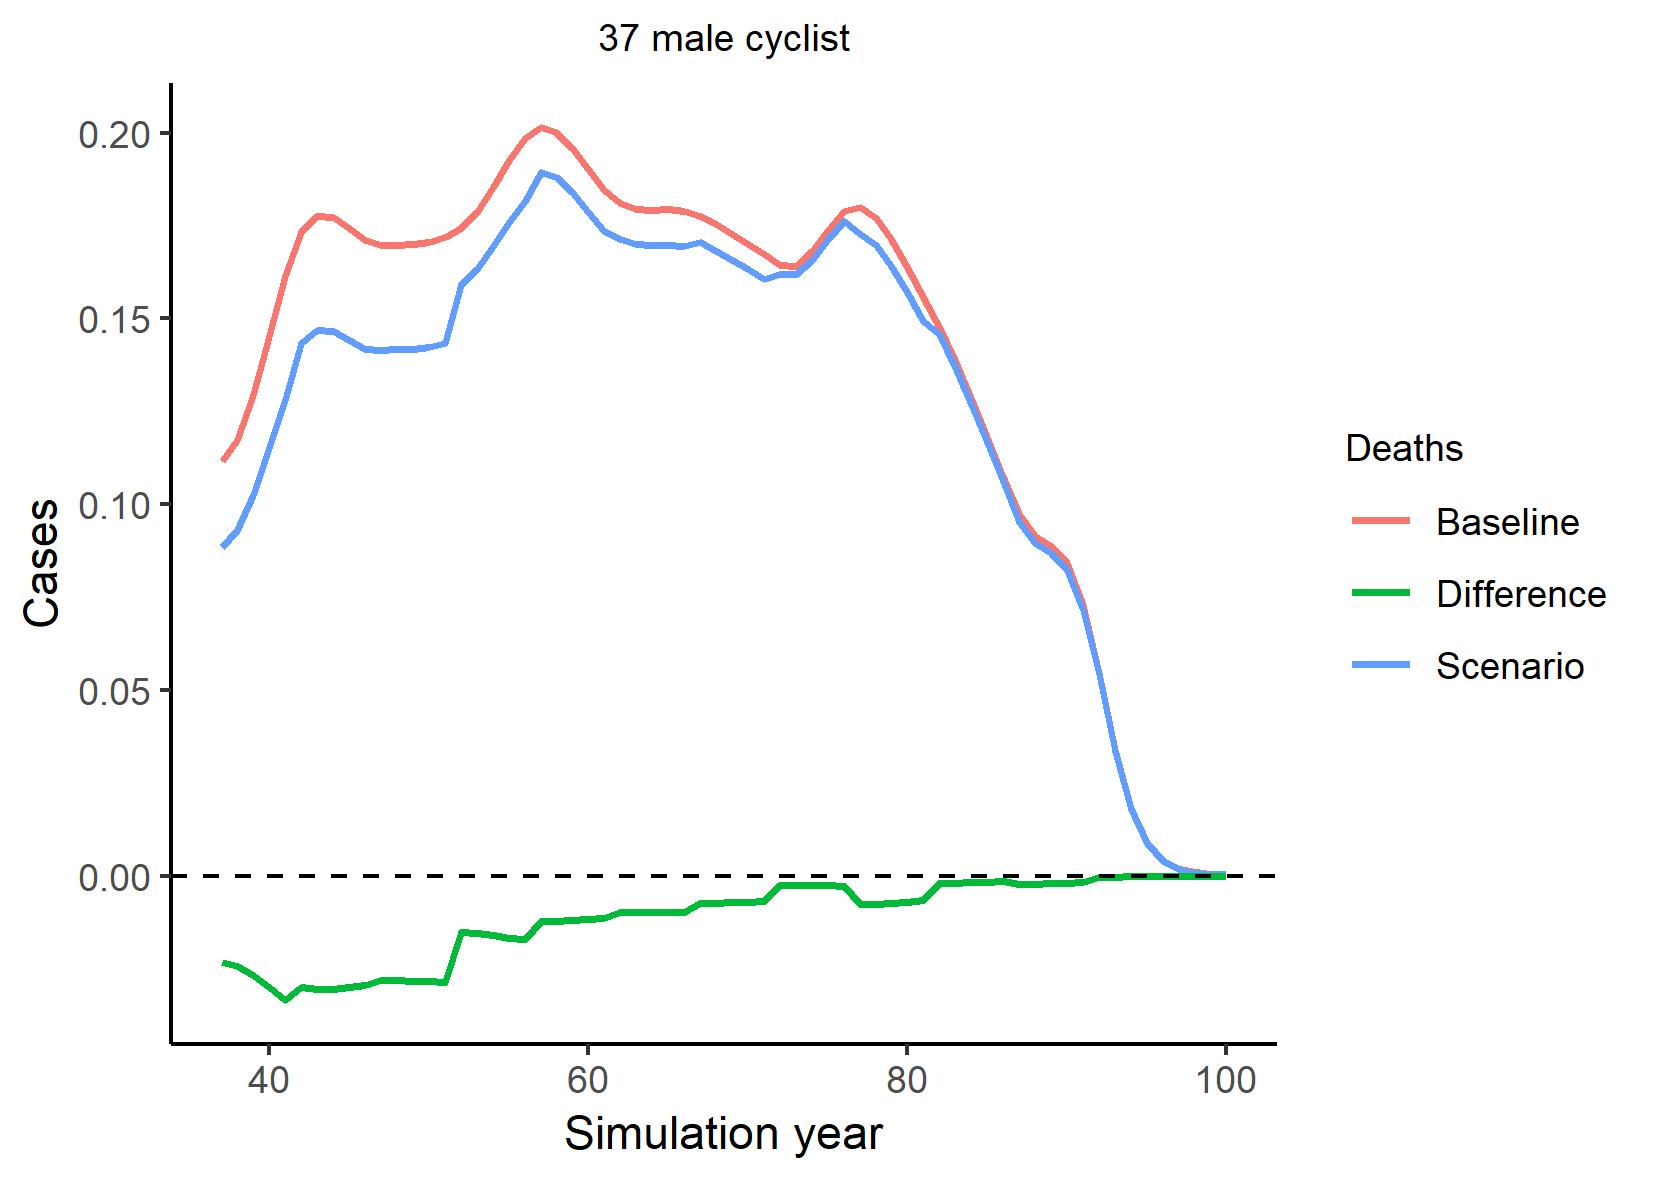 37 male cyclist
0.20
0.15
0.10
0.05
0.00
Cases
40 60 80 100
Simulation year
Deaths
Baseline
Difference
Scenario